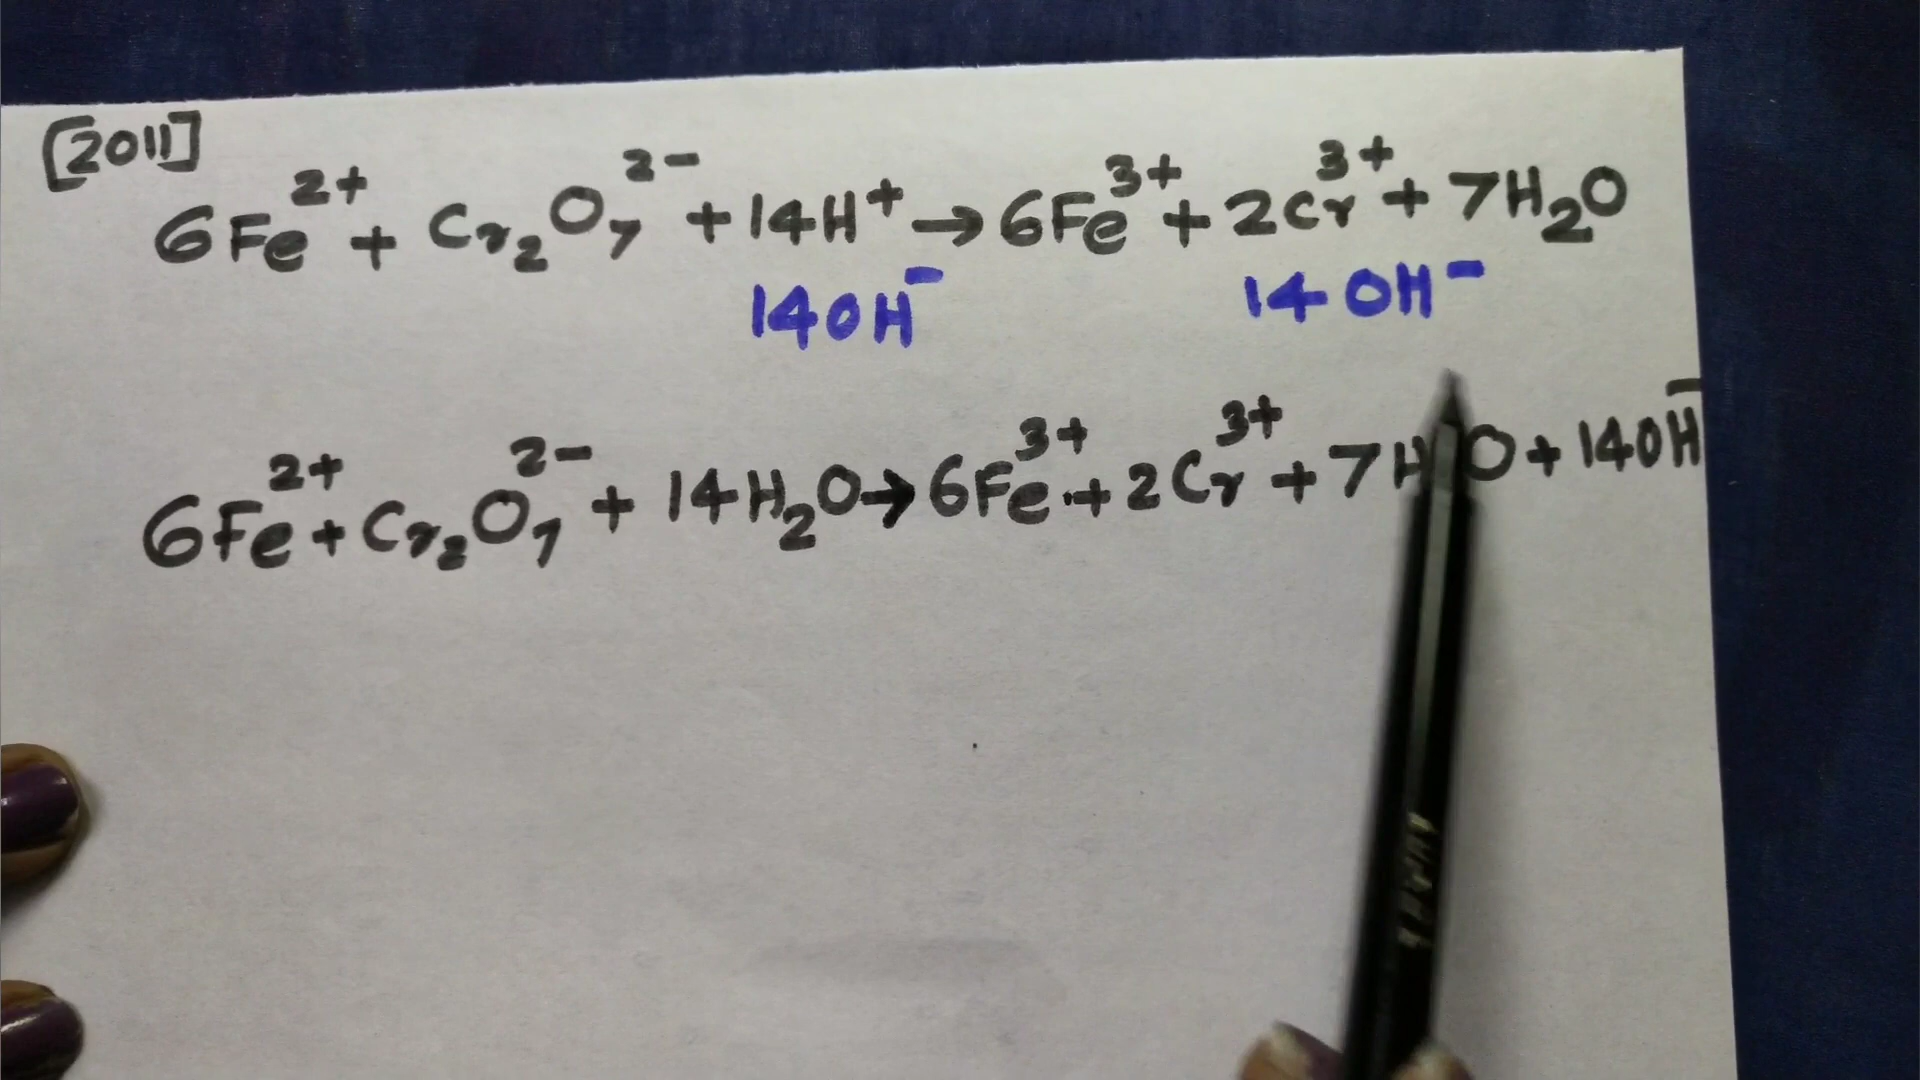 [2011]
6Fe²⁺ + Cr₂O₇²⁻ + 14H⁺ → 6Fe³⁺ + 2Cr³⁺ + 7H₂O
14OH⁻ 14OH⁻
6Fe²⁺ + Cr₂O₇²⁻ + 14H₂O → 6Fe³⁺ + 2Cr³⁺ + 7H O + 14OH⁻